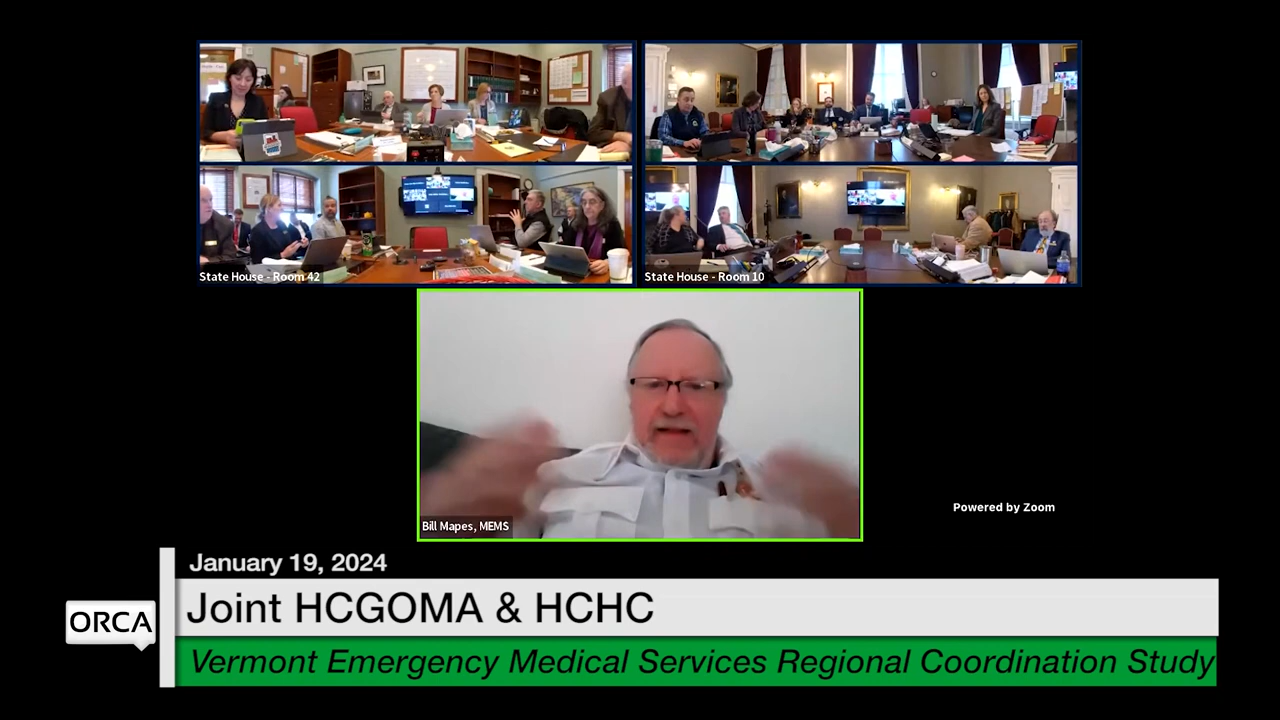 State House - Room 42
State House - Room 10
Bill Mapes, MEMS
Powered by Zoom
January 19, 2024
ORCA
Joint HCGOMA & HCHC
Vermont Emergency Medical Services Regional Coordination Study